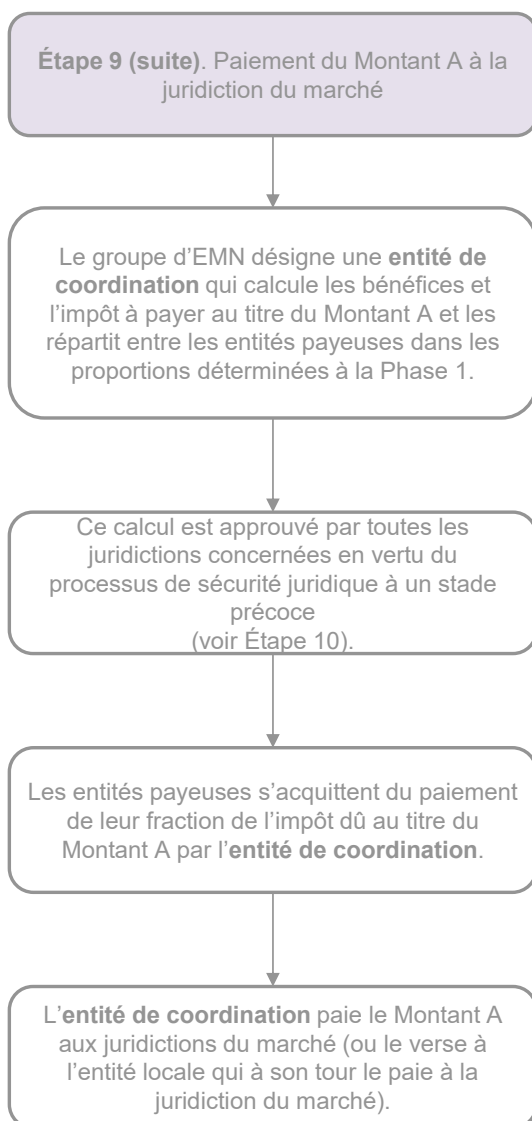 Étape 9 (suite). Paiement du Montant A à la
juridiction du marché
Le groupe d’EMN désigne une entité de
coordination qui calcule les bénéfices et
l’impôt à payer au titre du Montant A et les
répartit entre les entités payeuses dans les
proportions déterminées à la Phase 1.
Ce calcul est approuvé par toutes les
juridictions concernées en vertu du
processus de sécurité juridique à un stade
précoce
(voir Étape 10).
Les entités payeuses s’acquittent du paiement
de leur fraction de l’impôt dû au titre du
Montant A par l’entité de coordination.
L’entité de coordination paie le Montant A
aux juridictions du marché (ou le verse à
l’entité locale qui à son tour le paie à la
juridiction du marché).